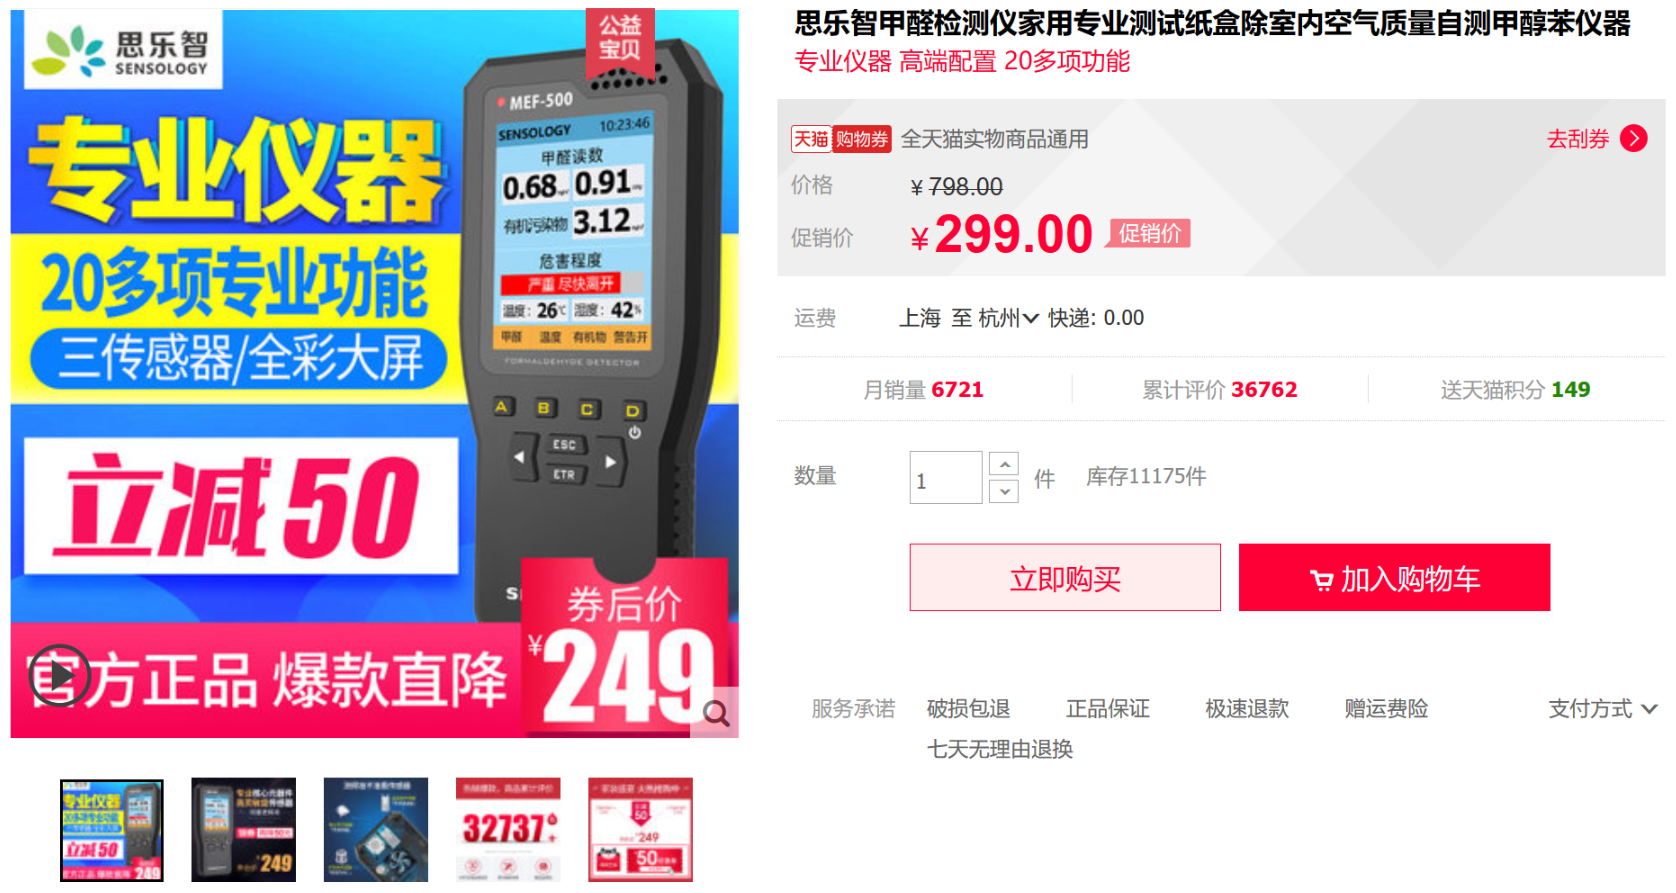 思乐智
SENSOLOGY
公益
宝贝
专业仪器
20多项专业功能
三传感器/全彩大屏
立减50
MEF-500
SENSOLOGY 10:23:46
甲醛读数
0.68 0.91
有机污染物 3.12
危害程度
严重 尽快离开
温度: 26℃ 湿度: 42%
甲醛 温度 有机物 警告开
FORMALDEHYDE DETECTOR
A B C D
ESC
ETR
券后价
¥249
官方正品 爆款直降
专业仪器
立减50
249
¥249
32737
¥249
50
思乐智甲醛检测仪家用专业测试纸盒除室内空气质量自测甲醇苯仪器
专业仪器 高端配置 20多项功能
天猫 购物券 全天猫实物商品通用 去刮券
价格 ¥ 798.00
促销价 ¥ 299.00 促销价
运费 上海 至 杭州 快递: 0.00
月销量 6721 累计评价 36762 送天猫积分 149
数量 1 件 库存11175件
立即购买 加入购物车
服务承诺 破损包退 正品保证 极速退款 赠运费险 支付方式
七天无理由退换